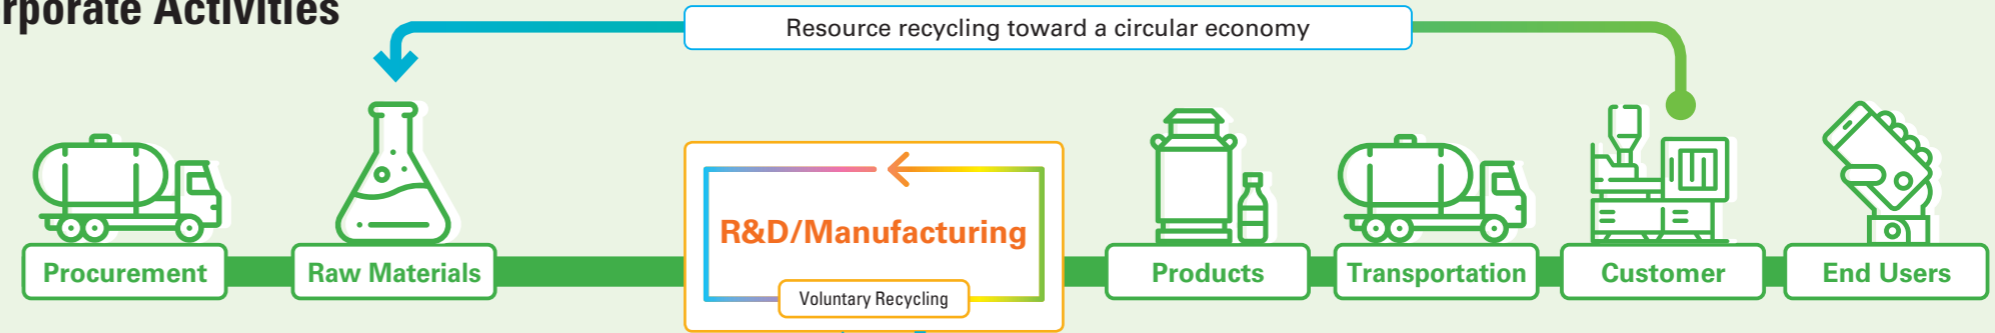 rporate Activities
Resource recycling toward a circular economy
R&D/Manufacturing
Voluntary Recycling
Procurement
Raw Materials
Products
Transportation
Customer
End Users